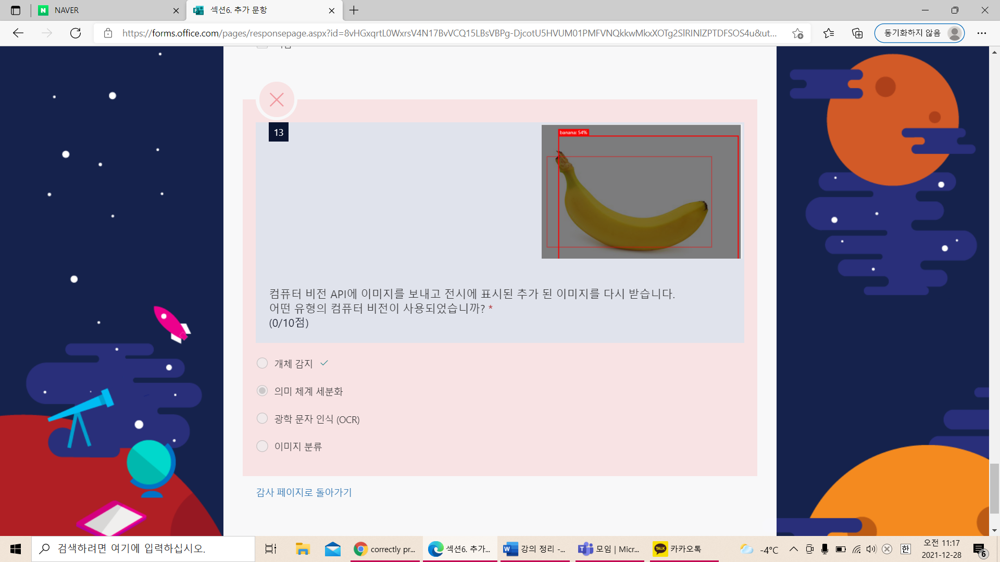 NAVER
섹션6. 추가 문항
https://forms.office.com/pages/responsepage.aspx?id=8vHGxqrtL0WxrsV4N17BvVCQ15LBsVBPg-DjcotU5HVUM01PMFVNQkkwMkxXOTg2SlRINlZPTDFSOS4u&ut...
동기화하지 않음
13
banana: 54%
컴퓨터 비전 API에 이미지를 보내고 전시에 표시된 추가 된 이미지를 다시 받습니다.
어떤 유형의 컴퓨터 비전이 사용되었습니까? *
(0/10점)
개체 감지
의미 체계 세분화
광학 문자 인식 (OCR)
이미지 분류
감사 페이지로 돌아가기
검색하려면 여기에 입력하십시오.
correctly pr...
섹션6. 추가...
강의 정리 -...
모임 | Micr...
TALK
카카오톡
-4°C
한
오전 11:17
2021-12-28
6